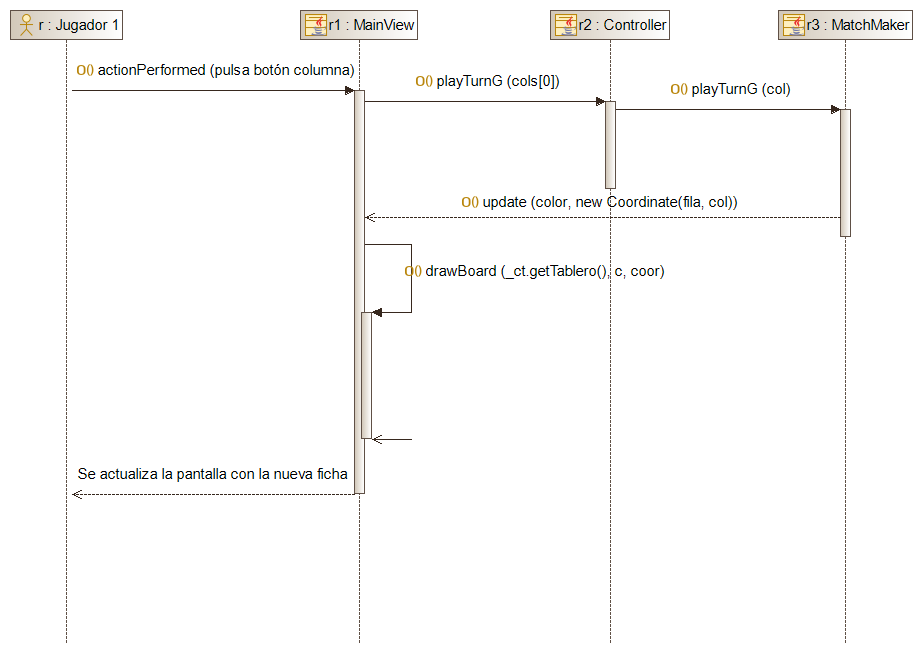 r : Jugador 1
r1 : MainView
r2 : Controller
r3 : MatchMaker
O() actionPerformed (pulsa botón columna)
O() playTurnG (cols[0])
O() playTurnG (col)
O() update (color, new Coordinate(fila, col))
O() drawBoard (_ct.getTablero(), c, coor)
Se actualiza la pantalla con la nueva ficha